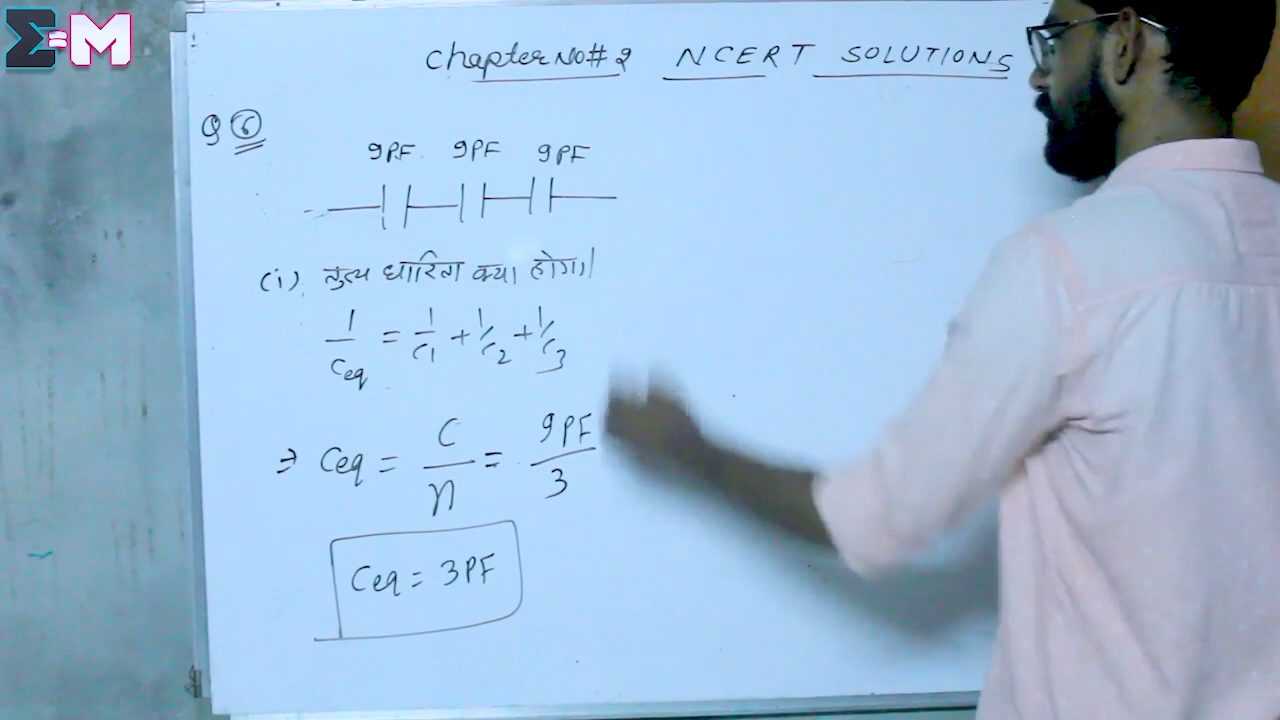 Σ=M
Chapter No # 2 NCERT SOLUTIONS
Q 6
9PF. 9PF 9PF
(i) तुल्य धारिता क्या होगा।
1/Ceq = 1/C1 + 1/C2 + 1/C3
⇒ Ceq = C/n = 9PF/3
Ceq = 3PF